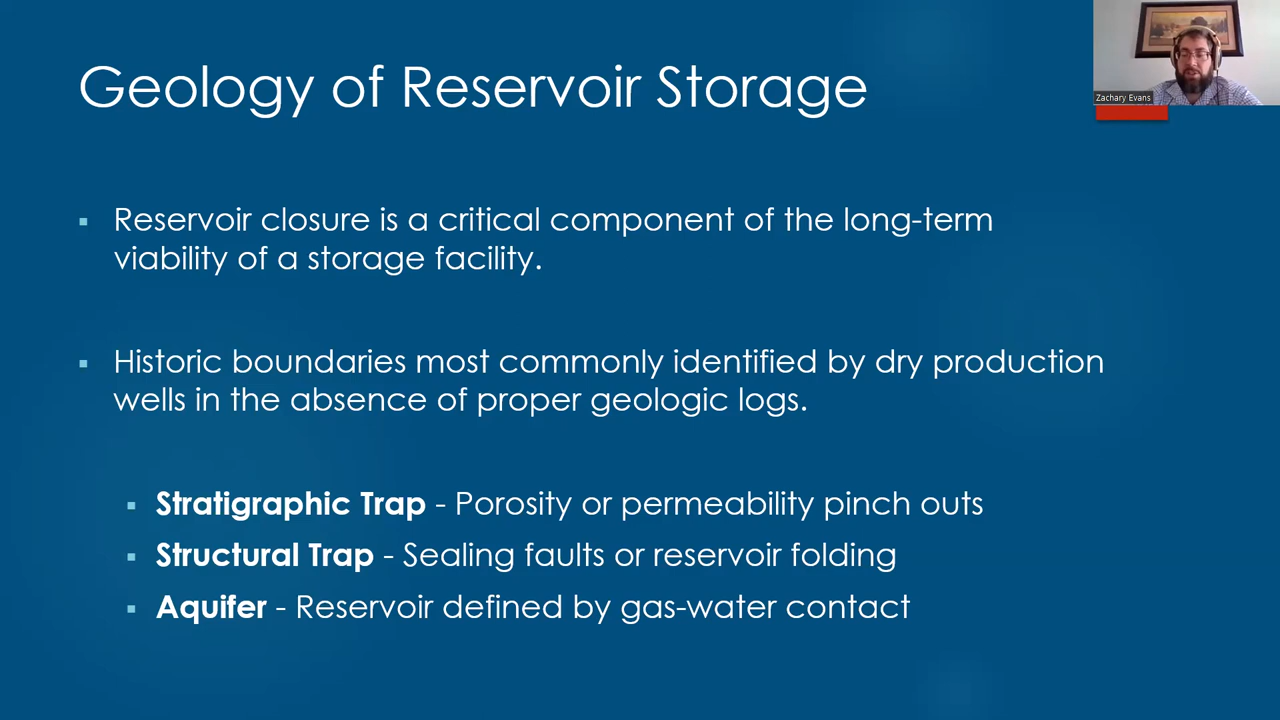 Geology of Reservoir Storage
Zachary Evans
▪ Reservoir closure is a critical component of the long-term
viability of a storage facility.
▪ Historic boundaries most commonly identified by dry production
wells in the absence of proper geologic logs.
▪ Stratigraphic Trap - Porosity or permeability pinch outs
▪ Structural Trap - Sealing faults or reservoir folding
▪ Aquifer - Reservoir defined by gas-water contact